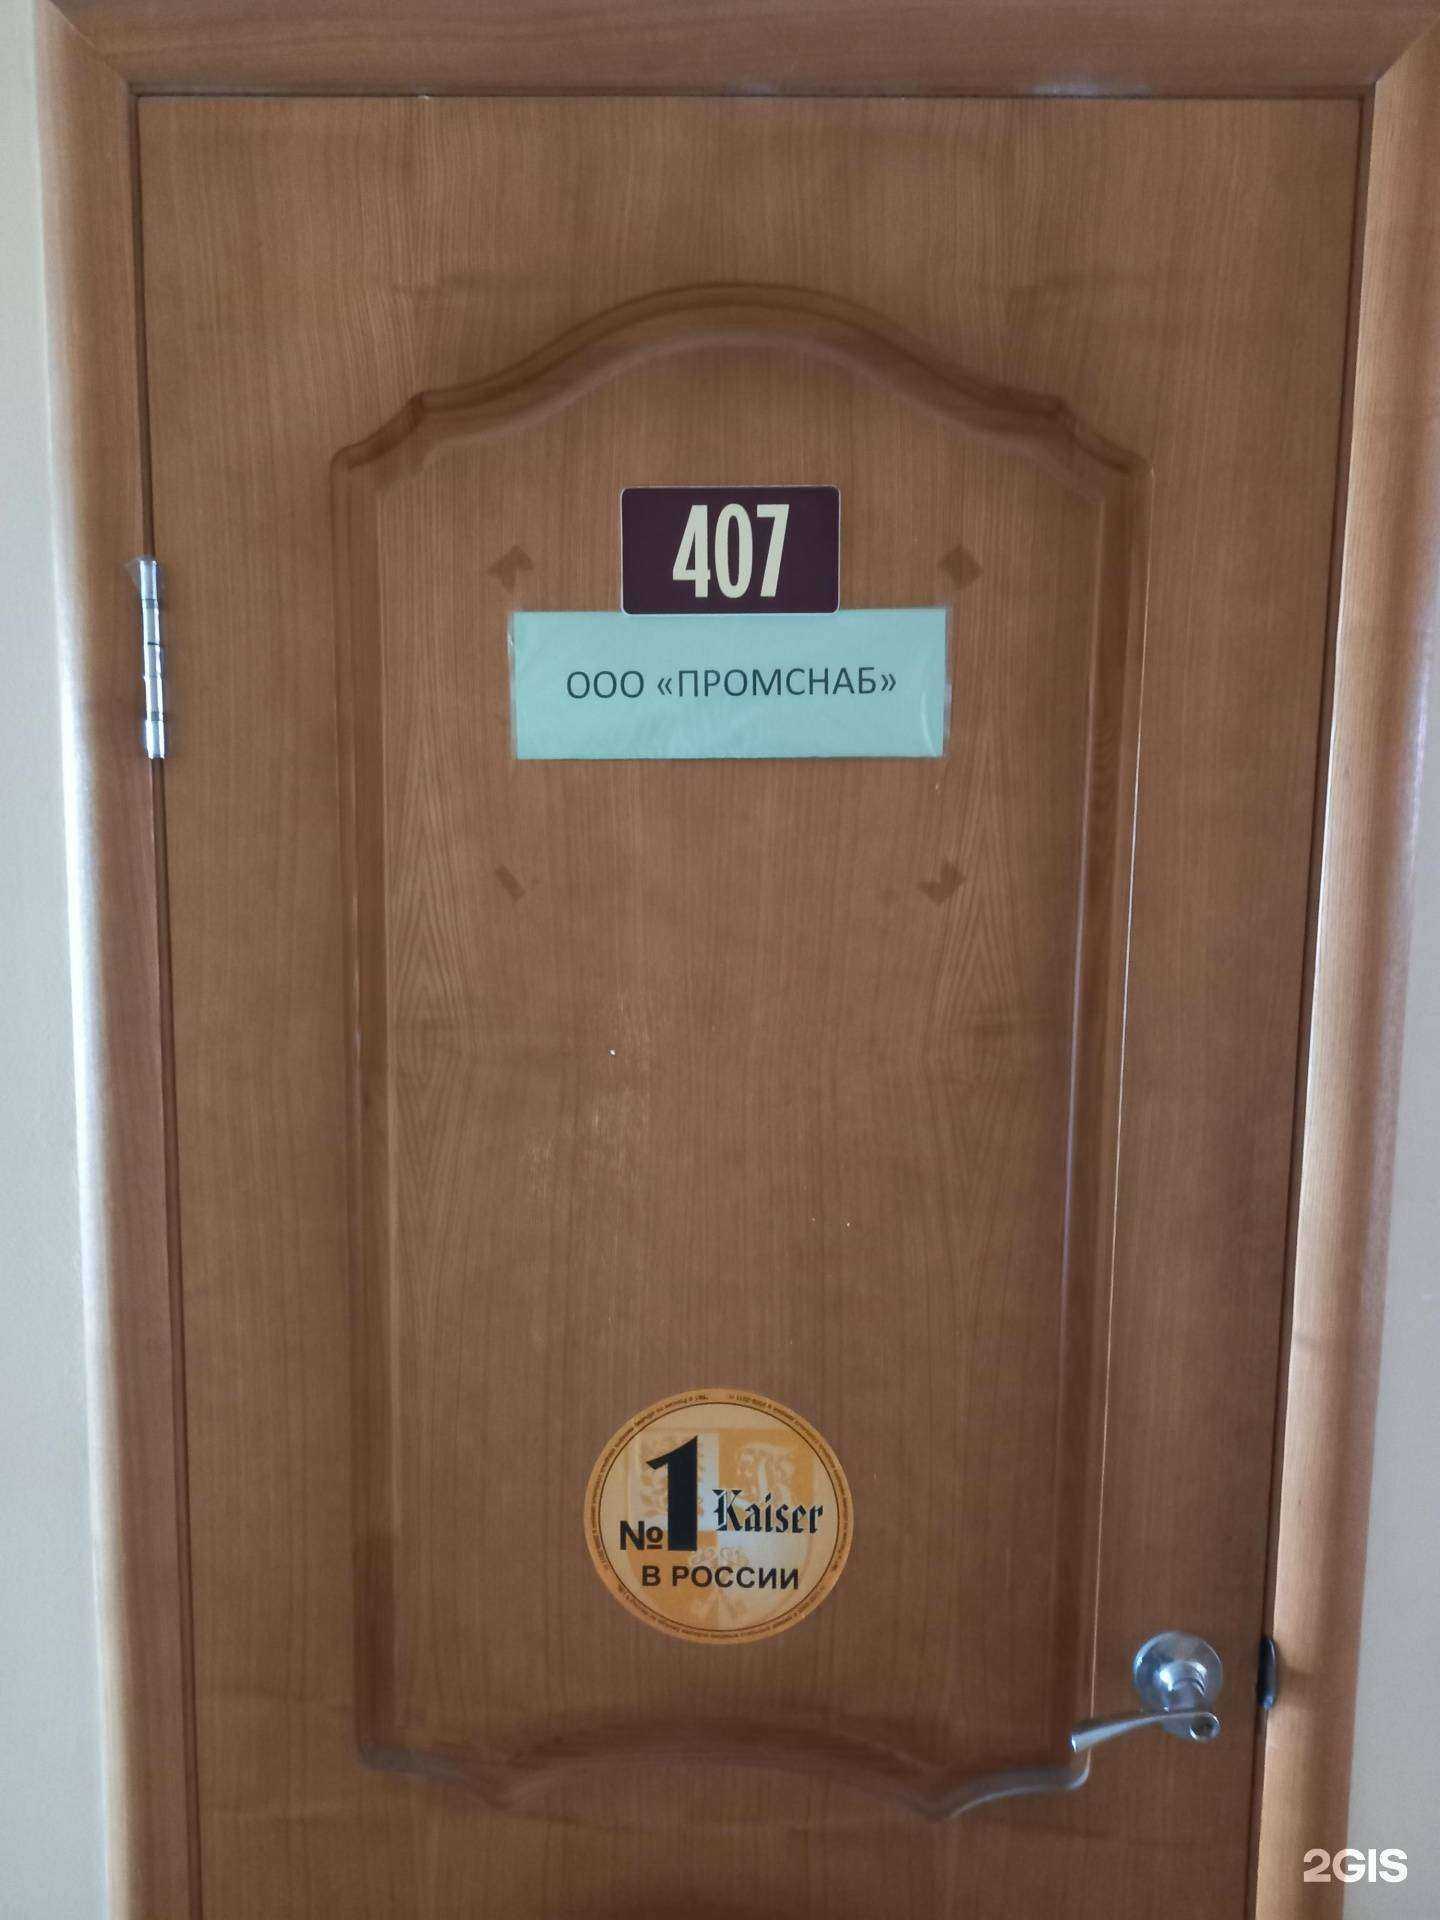 407
ООО «ПРОМСНАБ»
№1 Kaiser
В РОССИИ
2GIS